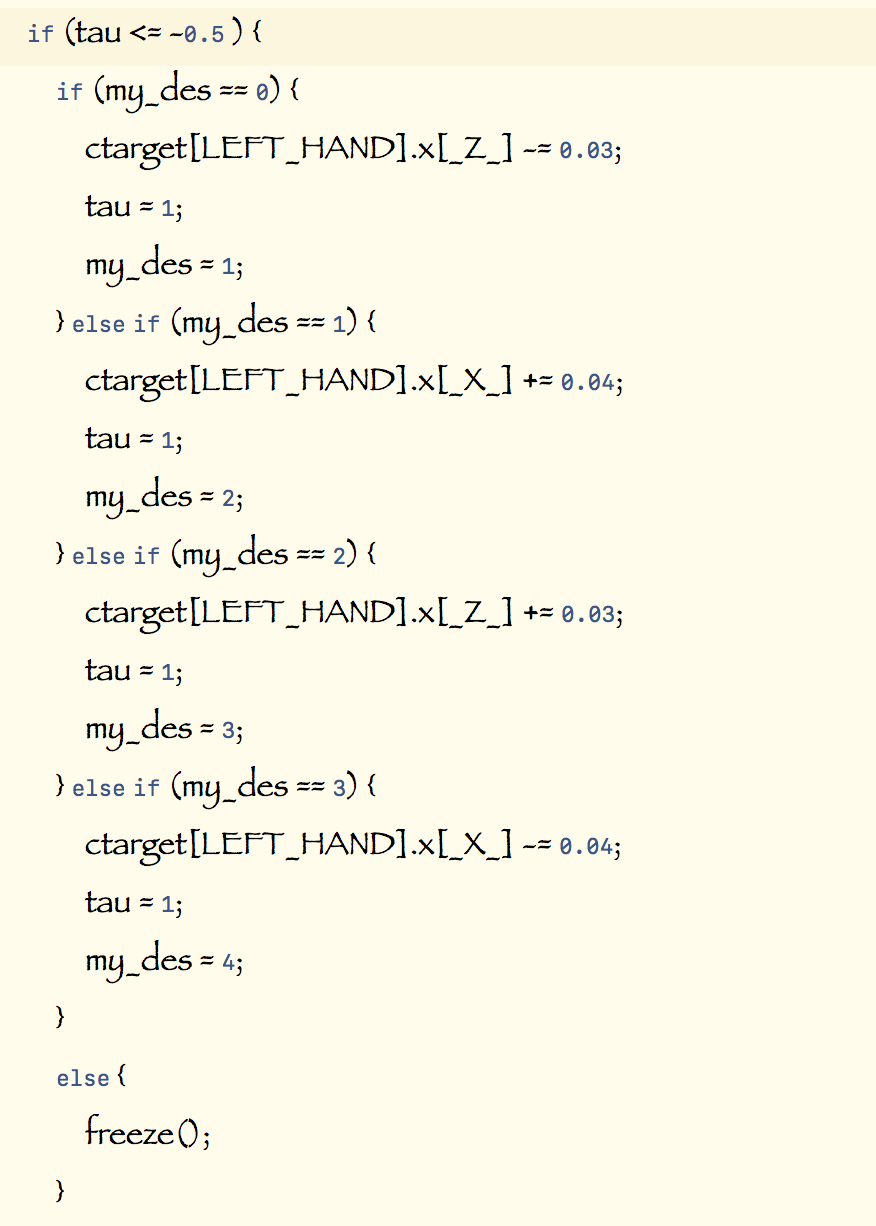 if (tau <= -0.5 ) {
if (my_des == 0) {
ctarget[LEFT_HAND].x[_Z_] -= 0.03;
tau = 1;
my_des = 1;
} else if (my_des == 1) {
ctarget[LEFT_HAND].x[_X_] += 0.04;
tau = 1;
my_des = 2;
} else if (my_des == 2) {
ctarget[LEFT_HAND].x[_Z_] += 0.03;
tau = 1;
my_des = 3;
} else if (my_des == 3) {
ctarget[LEFT_HAND].x[_X_] -= 0.04;
tau = 1;
my_des = 4;
}
else {
freeze();
}